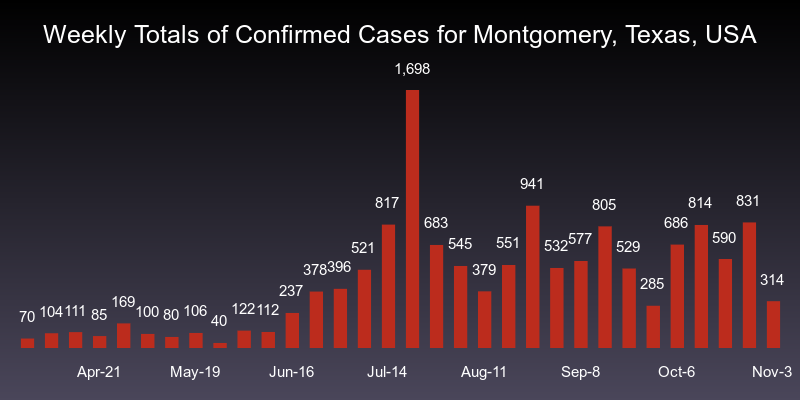 Weekly Totals of Confirmed Cases for Montgomery, Texas, USA
70 104 111 85 169 100 80 106 40 122 112 237 378 396 521 817 1,698 683 545 379 551 941 532 577 805 529 285 686 814 590 831 314
Apr-21 May-19 Jun-16 Jul-14 Aug-11 Sep-8 Oct-6 Nov-3